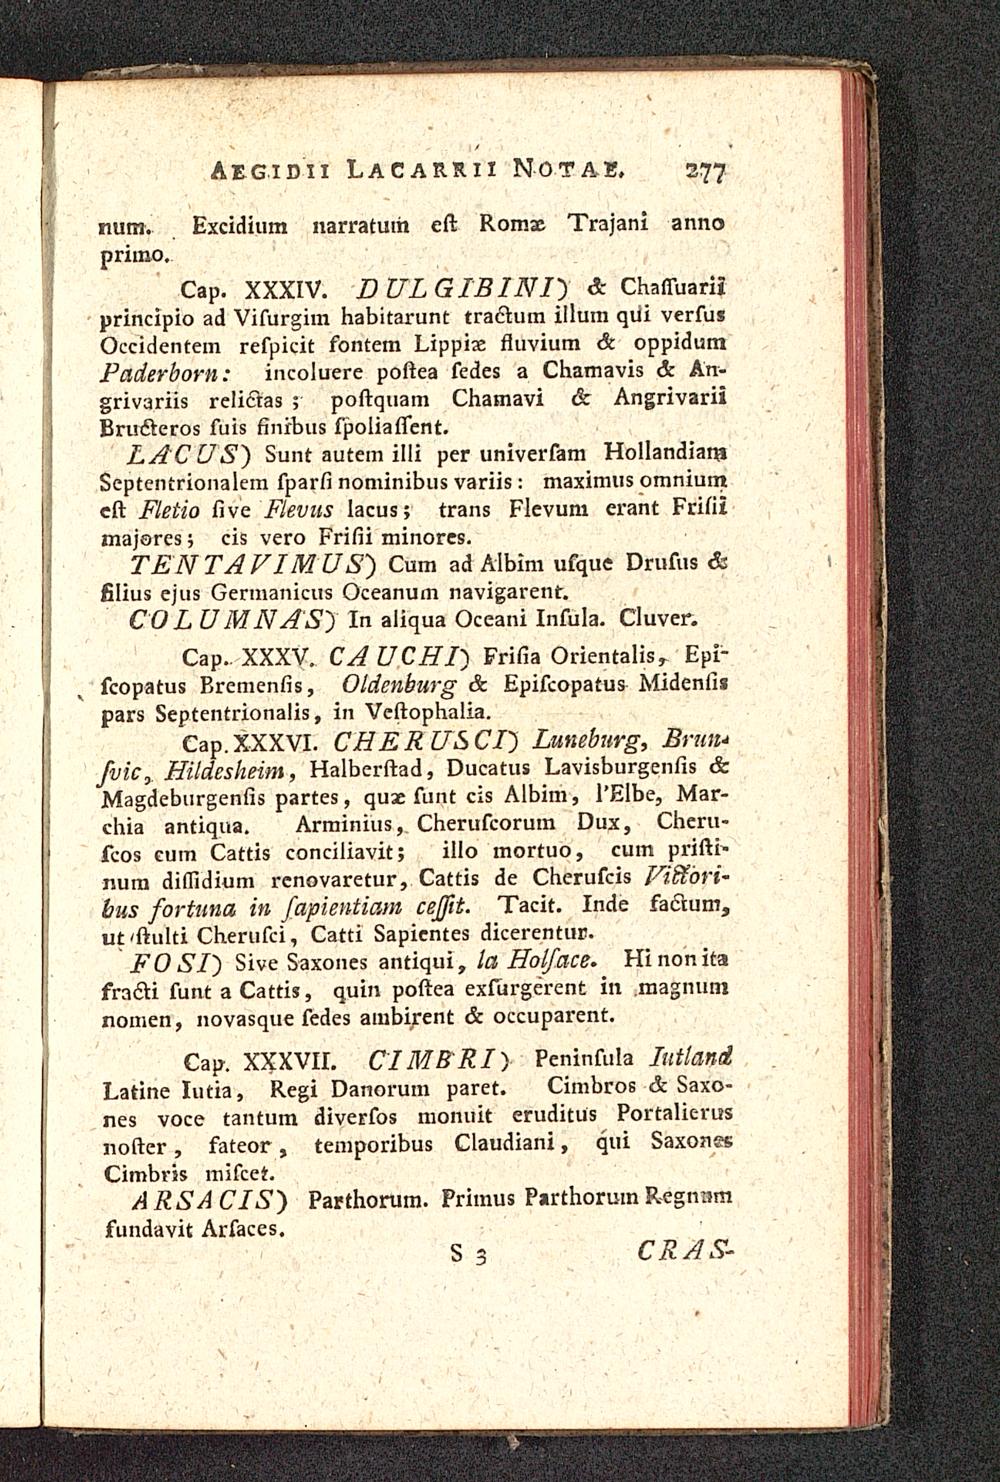 AEGIDII LACARRII NOTAE. 277
num. Excidium narratum eſt Romæ Trajani anno
primo.
Cap. XXXIV. DULGIBINI) & Chaſſuarii
principio ad Viſurgim habitarunt tractum illum qui verſus
Occidentem reſpicit fontem Lippiæ fluvium & oppidum
Paderborn: incoluere poſtea ſedes a Chamavis & An-
grivariis relictas; poſtquam Chamavi & Angrivarii
Bructeros ſuis finibus ſpoliaſſent.
LACUS) Sunt autem illi per univerſam Hollandiam
Septentrionalem ſparſi nominibus variis: maximus omnium
eſt Fletio ſive Flevus lacus; trans Flevum erant Friſii
majores; cis vero Friſii minores.
TENTAVIMUS) Cum ad Albim uſque Druſus &
filius ejus Germanicus Oceanum navigarent.
COLUMNAS) In aliqua Oceani Inſula. Cluver.
Cap. XXXV. CAUCHI) Friſia Orientalis, Epi-
ſcopatus Bremenſis, Oldenburg & Epiſcopatus Midenſis
pars Septentrionalis, in Veſtophalia.
Cap. XXXVI. CHERUSCI) Luneburg, Brun-
ſvic, Hildesheim, Halberſtad, Ducatus Lavisburgenſis &
Magdeburgenſis partes, quæ ſunt cis Albim, l'Elbe, Mar-
chia antiqua. Arminius, Cheruſcorum Dux, Cheru-
ſcos cum Cattis conciliavit; illo mortuo, cum priſti-
num diſſidium renovaretur, Cattis de Cheruſcis Victori-
bus fortuna in ſapientiam ceſſit. Tacit. Inde factum,
ut ſtulti Cheruſci, Catti Sapientes dicerentur.
FOSI) Sive Saxones antiqui, la Holſace. Hi non ita
fracti ſunt a Cattis, quin poſtea exſurgerent in magnum
nomen, novasque ſedes ambirent & occuparent.
Cap. XXXVII. CIMBRI) Peninſula Iutland
Latine Iutia, Regi Danorum paret. Cimbros & Saxo-
nes voce tantum diverſos monuit eruditus Portalierus
noſter, fateor, temporibus Claudiani, qui Saxones
Cimbris miſcet.
ARSACIS) Parthorum. Primus Parthorum Regnum
fundavit Arſaces.
S 3 CRAS-